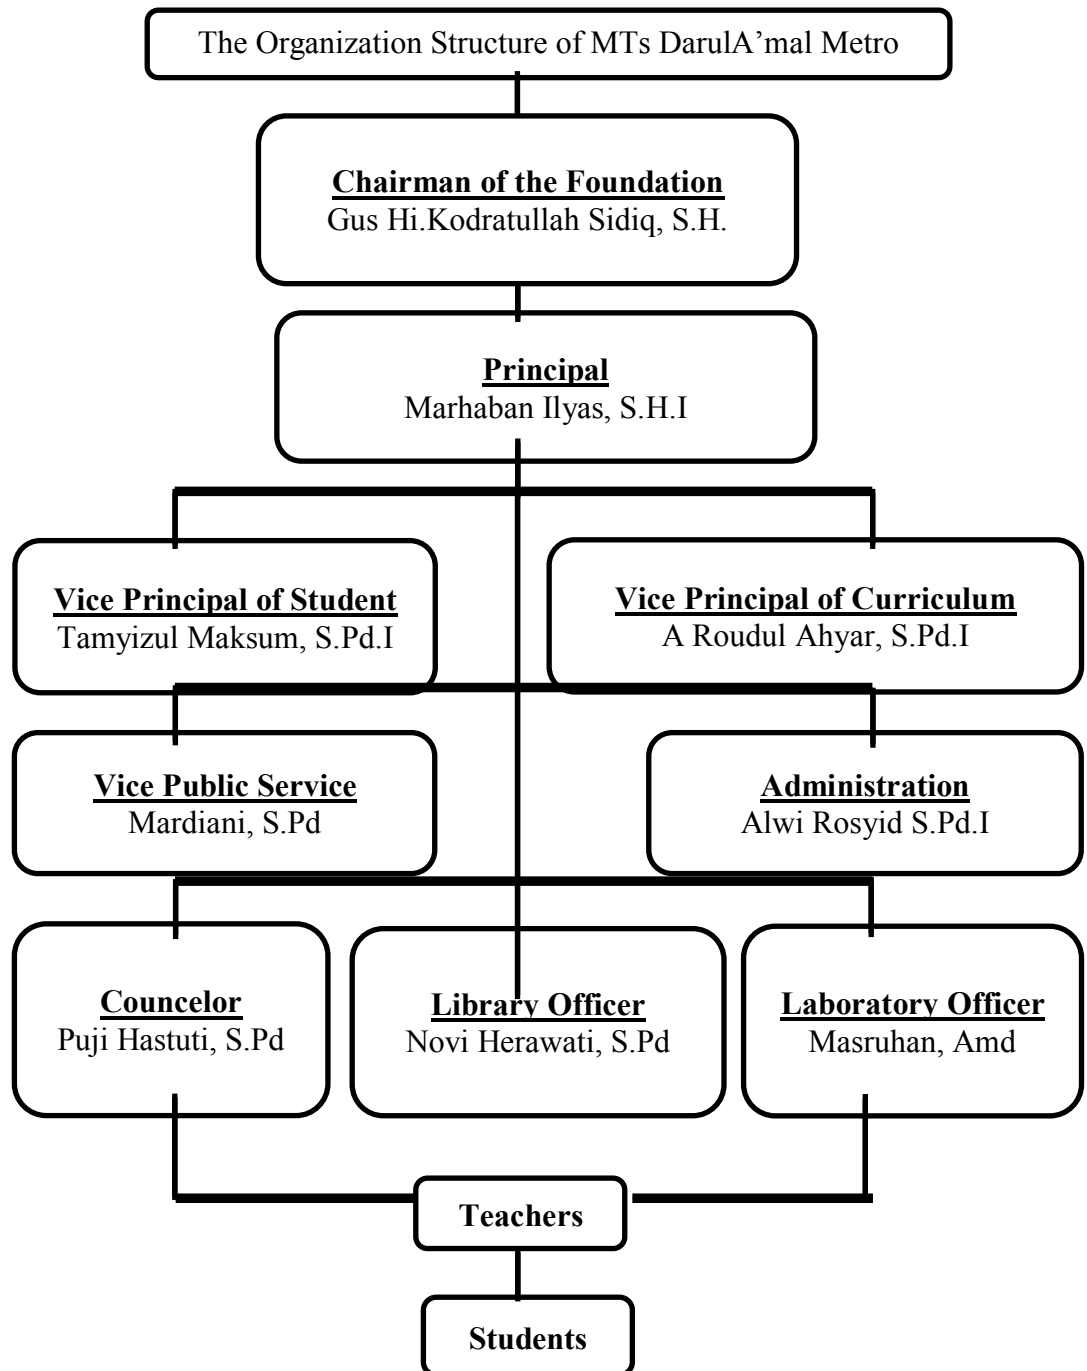 The Organization Structure of MTs DarulA’mal Metro
Chairman of the Foundation
Gus Hi.Kodratullah Sidiq, S.H.
Principal
Marhaban Ilyas, S.H.I
Vice Principal of Student
Tamyizul Maksum, S.Pd.I
Vice Principal of Curriculum
A Roudul Ahyar, S.Pd.I
Vice Public Service
Mardiani, S.Pd
Administration
Alwi Rosyid S.Pd.I
Councelor
Puji Hastuti, S.Pd
Library Officer
Novi Herawati, S.Pd
Laboratory Officer
Masruhan, Amd
Teachers
Students